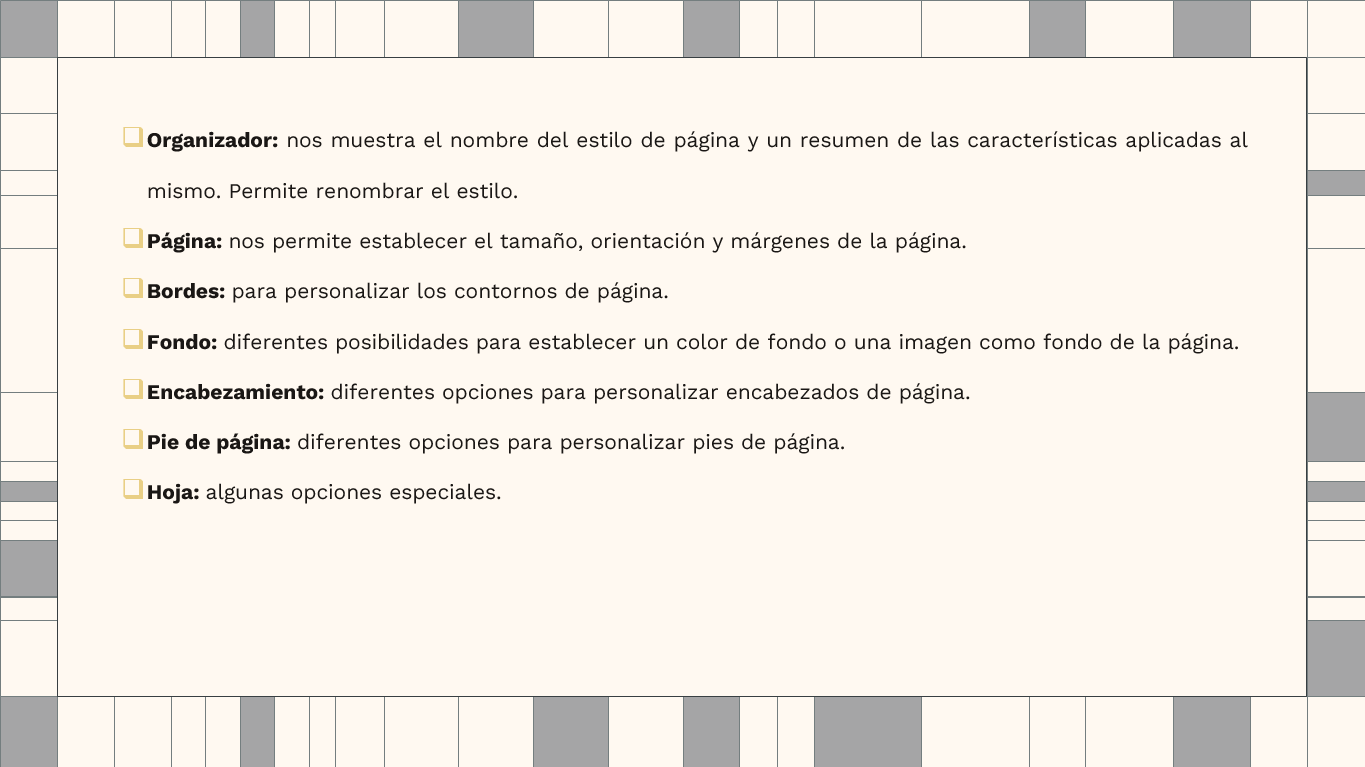 ❏Organizador: nos muestra el nombre del estilo de página y un resumen de las características aplicadas al
mismo. Permite renombrar el estilo.
❏Página: nos permite establecer el tamaño, orientación y márgenes de la página.
❏Bordes: para personalizar los contornos de página.
❏Fondo: diferentes posibilidades para establecer un color de fondo o una imagen como fondo de la página.
❏Encabezamiento: diferentes opciones para personalizar encabezados de página.
❏Pie de página: diferentes opciones para personalizar pies de página.
❏Hoja: algunas opciones especiales.